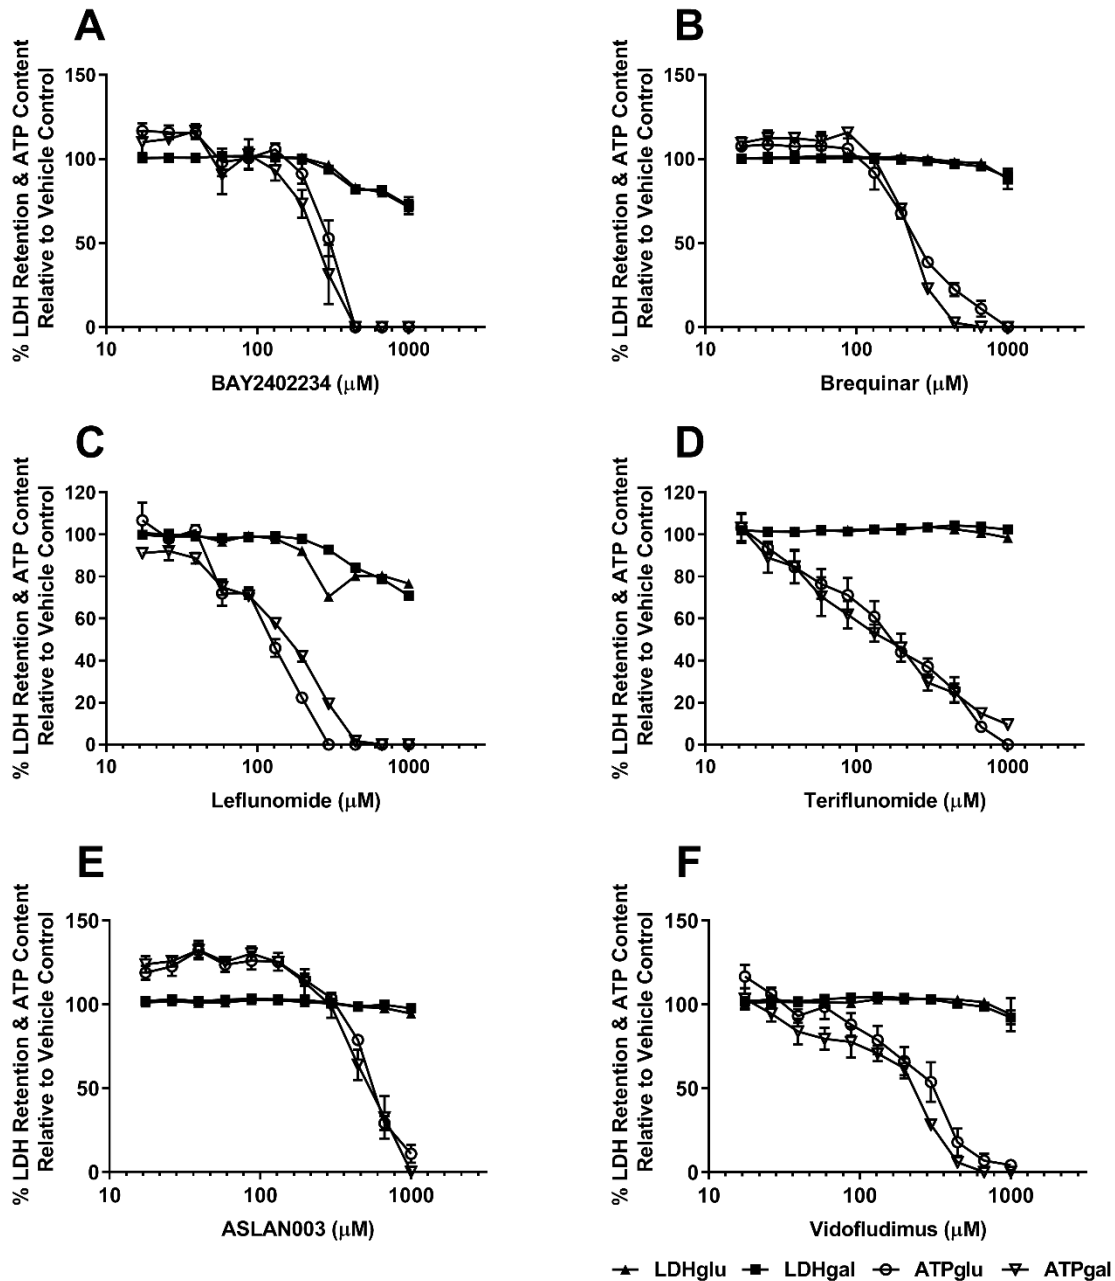 A
% LDH Retention & ATP Content
Relative to Vehicle Control
150
100
50
0
10
100
1000
BAY2402234 (μM)
B
% LDH Retention & ATP Content
Relative to Vehicle Control
150
100
50
0
10
100
1000
Brequinar (μM)
C
% LDH Retention & ATP Content
Relative to Vehicle Control
120
100
80
60
40
20
0
10
100
1000
Leflunomide (μM)
D
% LDH Retention & ATP Content
Relative to Vehicle Control
120
100
80
60
40
20
0
10
100
1000
Teriflunomide (μM)
E
% LDH Retention & ATP Content
Relative to Vehicle Control
150
100
50
0
10
100
1000
ASLAN003 (μM)
F
% LDH Retention & ATP Content
Relative to Vehicle Control
150
100
50
0
10
100
1000
Vidofludimus (μM)
LDHglu LDHgal ATPglu ATPgal